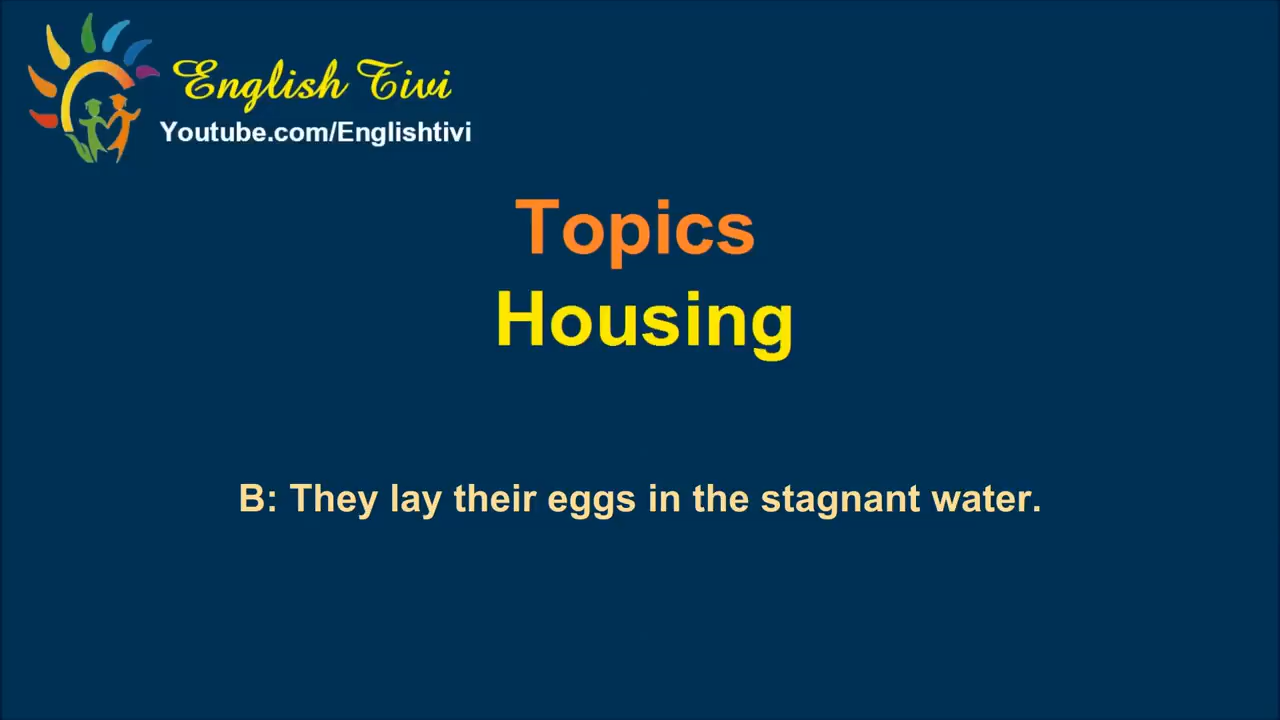 English Tivi
Youtube.com/Englishtivi
Topics
Housing
B: They lay their eggs in the stagnant water.